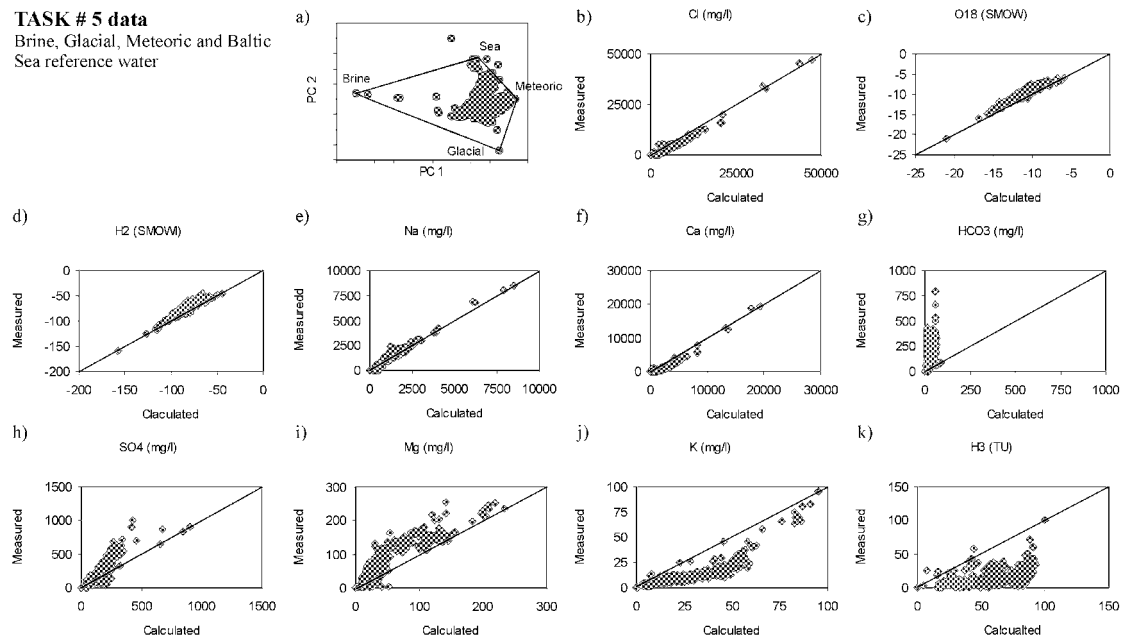 TASK # 5 data
Brine, Glacial, Meteoric and Baltic
Sea reference water
a)
PC 2
Brine
Sea
Meteoric
Glacial
PC 1
b)
Cl (mg/l)
Measured
50000
25000
0
0 25000 50000
Calculated
c)
O18 (SMOW)
Measured
0
-5
-10
-15
-20
-25
-25 -20 -15 -10 -5 0
Calculated
d)
H2 (SMOWI)
Measured
0
-50
-100
-150
-200
-200 -100 -100 -50 0
Claculated
e)
Na (mg/l)
Measuredd
10000
7500
5000
2500
0
0 2500 5000 7500 10000
Calculated
f)
Ca (mg/l)
Measured
30000
20000
10000
0
0 10000 20000 30000
Calculated
g)
HCO3 (mg/l)
Measured
1000
750
500
250
0
0 250 500 750 1000
Calculated
h)
SO4 (mg/l)
Measured
1500
1000
500
0
0 500 1000 1500
Calculated
i)
Mg (mg/l)
Measured
300
200
100
0
0 100 200 300
Calculated
j)
K (mg/l)
Measured
100
75
50
25
0
0 25 50 75 100
Calculated
k)
H3 (TU)
Measured
150
100
50
0
0 50 100 150
Calcualted